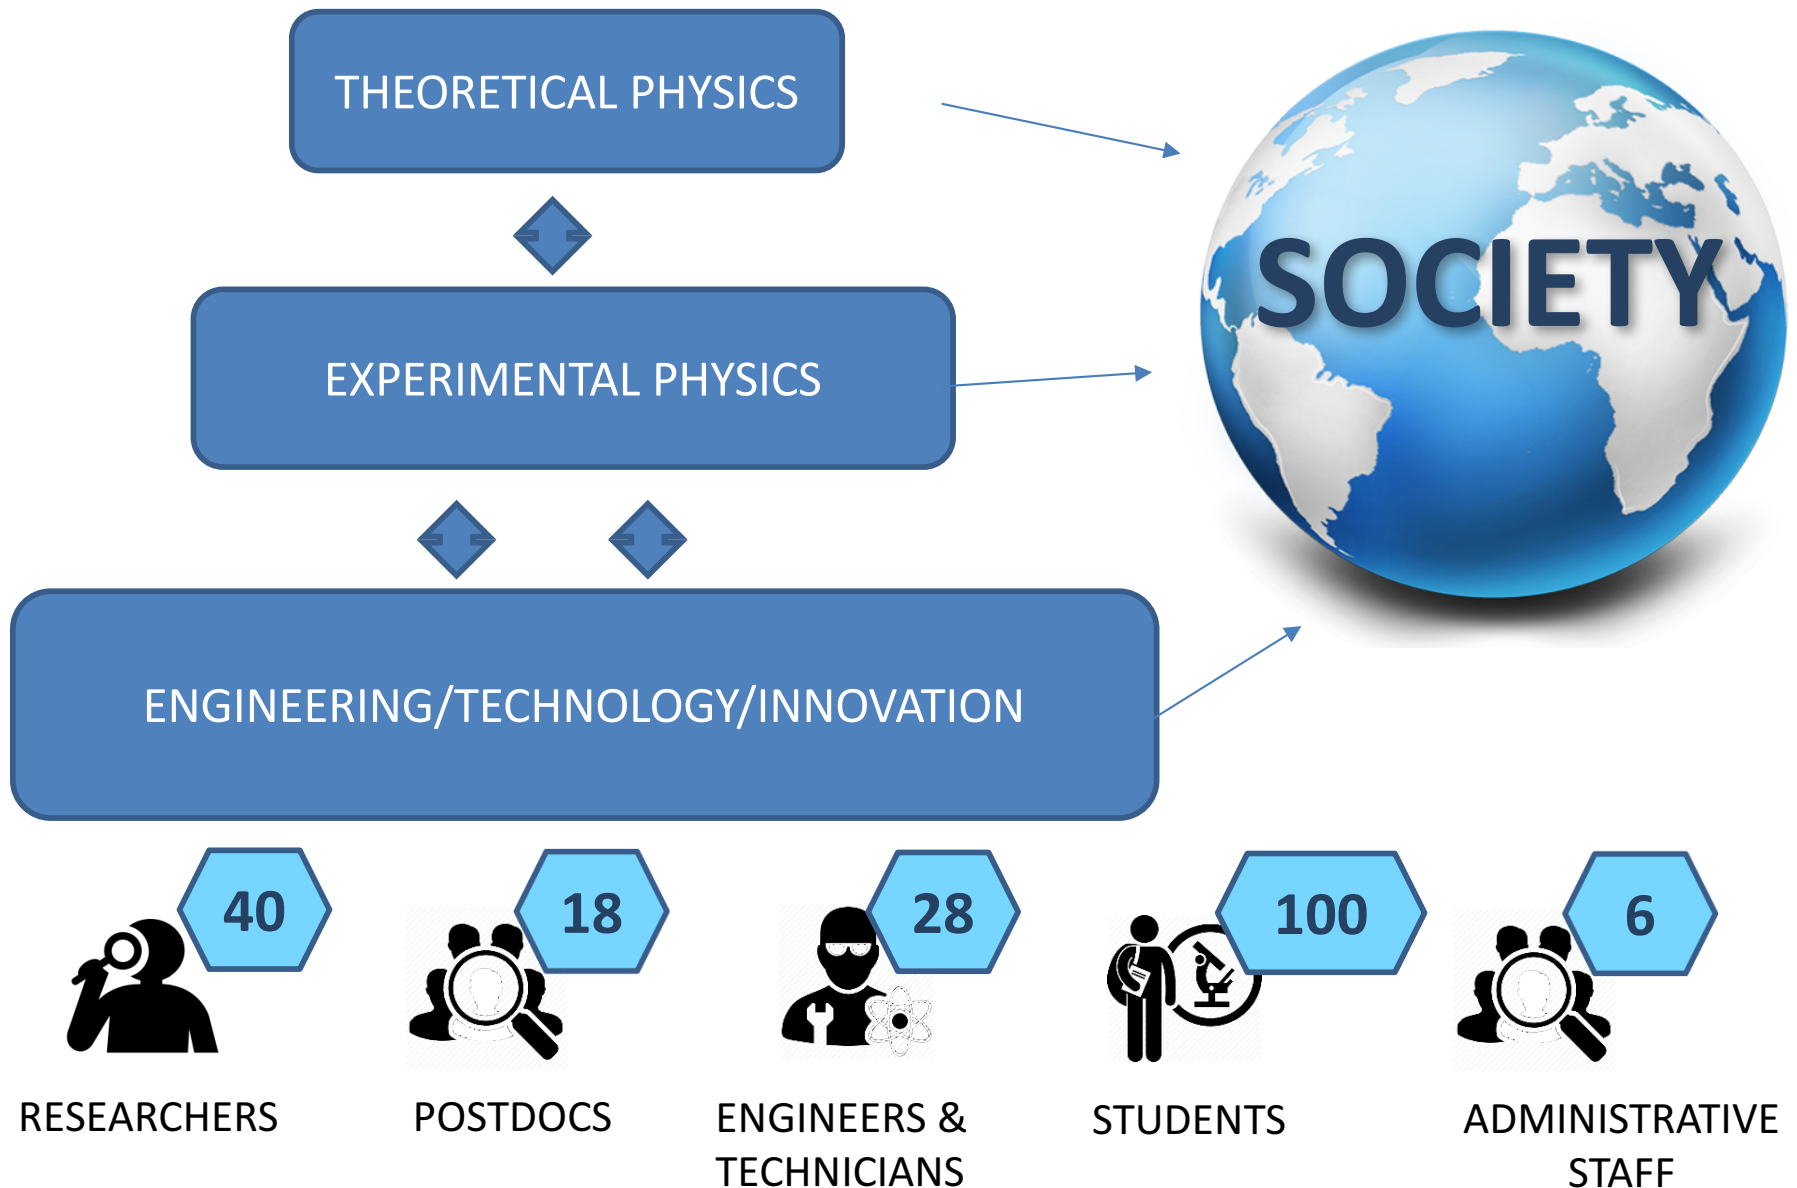 THEORETICAL PHYSICS
SOCIETY
EXPERIMENTAL PHYSICS
ENGINEERING/TECHNOLOGY/INNOVATION
40
18
28
100
6
RESEARCHERS
POSTDOCS
ENGINEERS &
TECHNICIANS
STUDENTS
ADMINISTRATIVE
STAFF